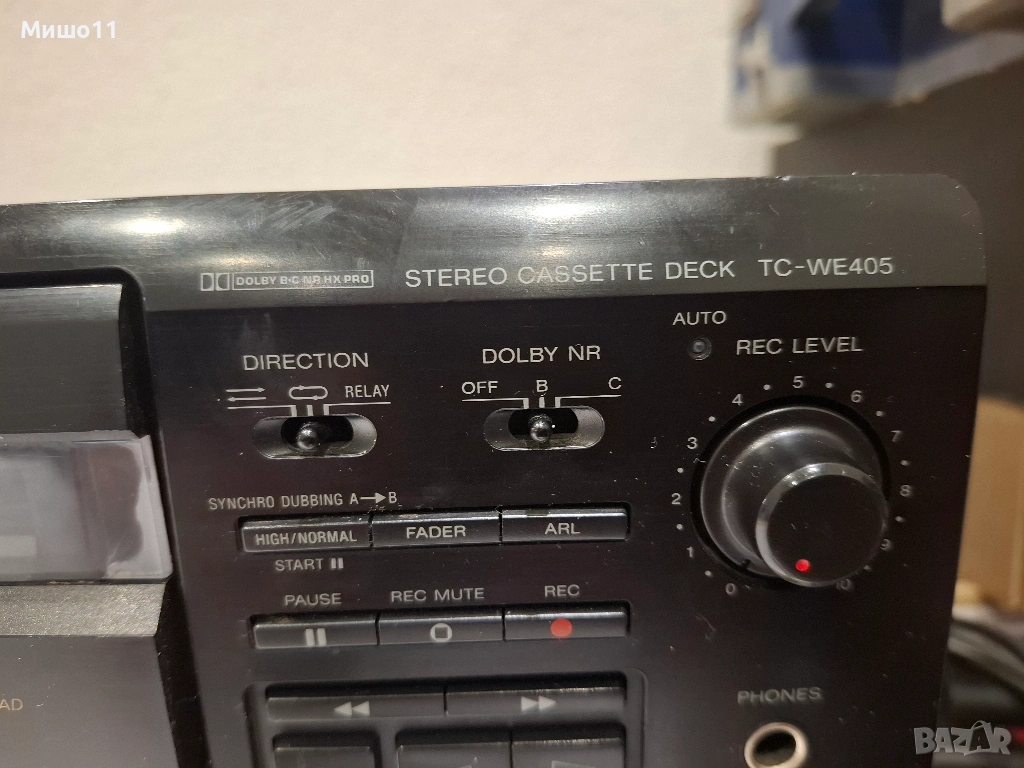 Мишо11
DOLBY B·C NR HX PRO
STEREO CASSETTE DECK TC-WE405
AUTO
REC LEVEL
DIRECTION
RELAY
DOLBY NR
OFF B C
0 1 2 3 4 5 6 7 8 9 10
SYNCHRO DUBBING A→B
HIGH/NORMAL FADER ARL
START
PAUSE REC MUTE REC
PHONES
AD
BAZAR